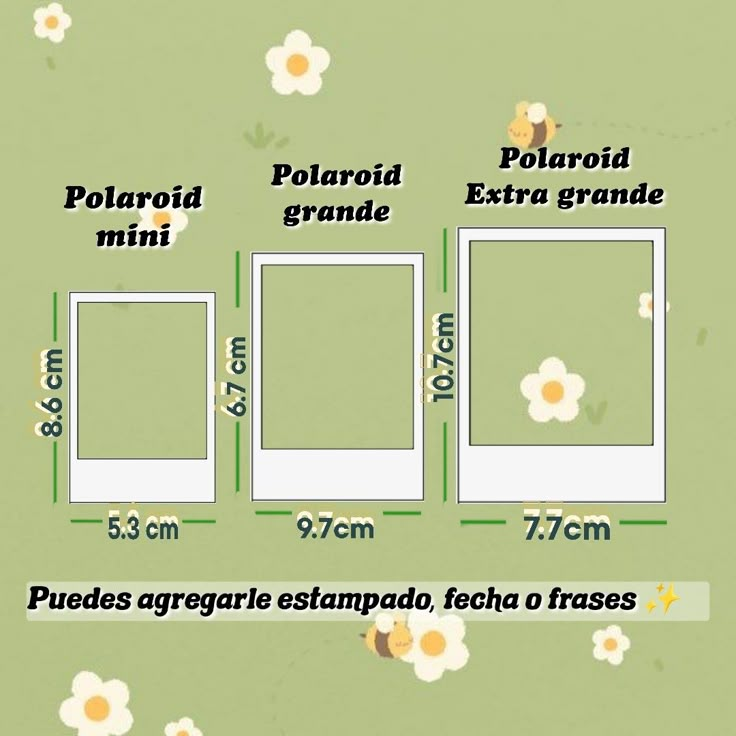 Polaroid
mini
Polaroid
grande
Polaroid
Extra grande
8.6 cm
6.7 cm
10.7cm
5.3 cm
9.7cm
7.7cm
Puedes agregarle estampado, fecha o frases ✨